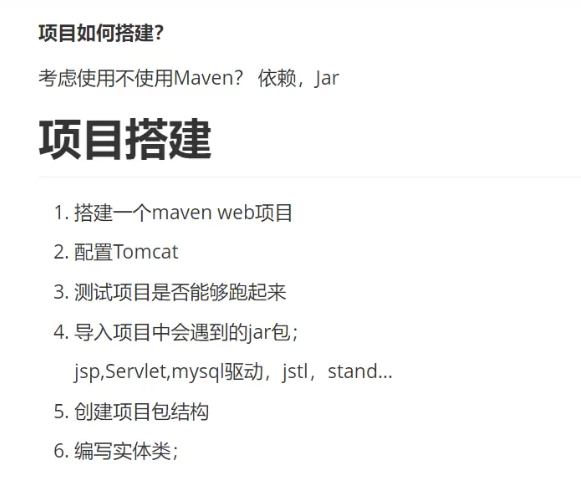 项目如何搭建？
考虑使用不使用Maven？ 依赖，Jar
项目搭建
1. 搭建一个maven web项目
2. 配置Tomcat
3. 测试项目是否能够跑起来
4. 导入项目中会遇到的jar包；
jsp,Servlet,mysql驱动，jstl，stand...
5. 创建项目包结构
6. 编写实体类；